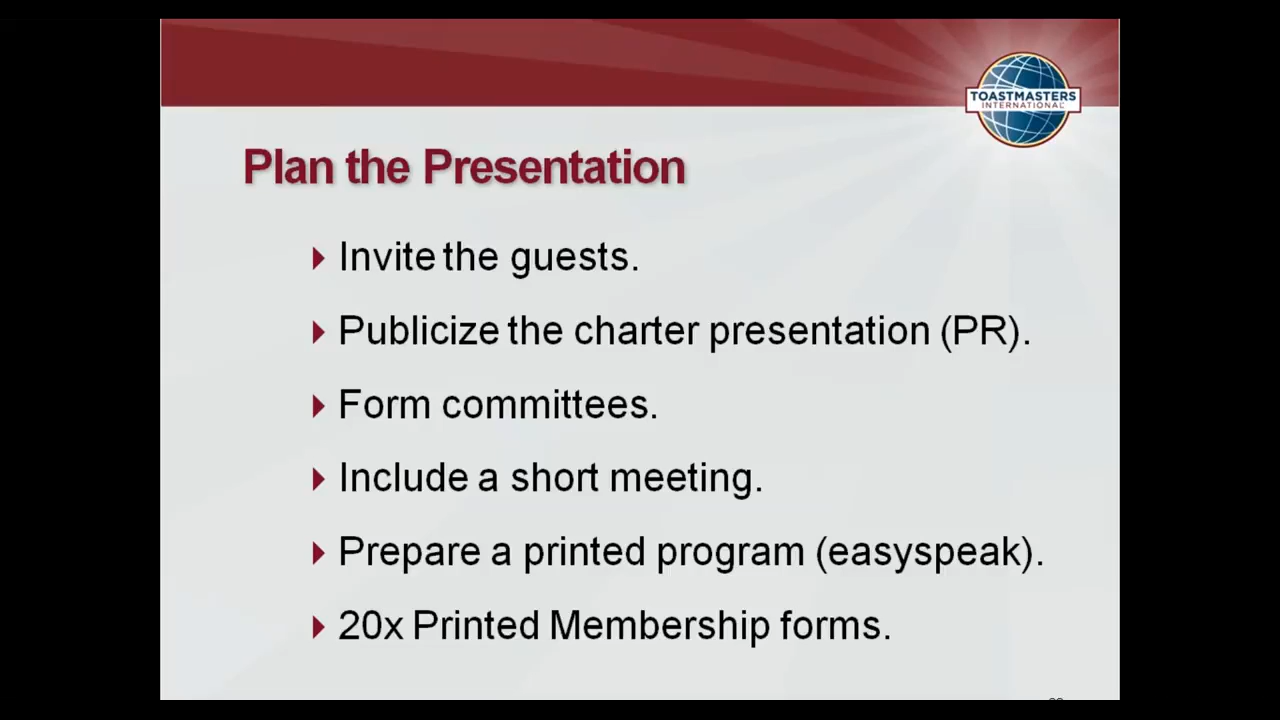 TOASTMASTERS
INTERNATIONAL
Plan the Presentation
Invite the guests.
Publicize the charter presentation (PR).
Form committees.
Include a short meeting.
Prepare a printed program (easyspeak).
20x Printed Membership forms.